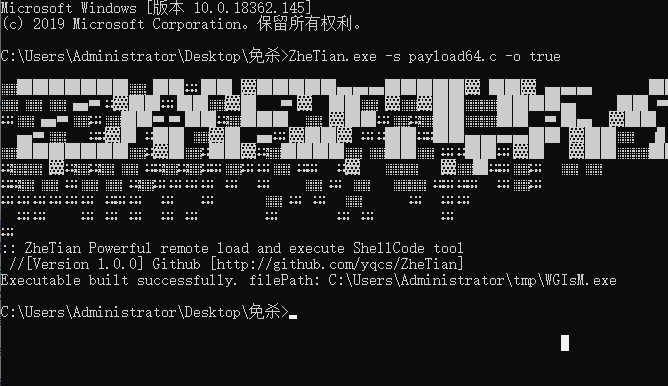 Microsoft Windows [版本 10.0.18362.145]
(c) 2019 Microsoft Corporation。保留所有权利。
C:\Users\Administrator\Desktop\免杀>ZheTian.exe -s payload64.c -o true
:: ZheTian Powerful remote load and execute ShellCode tool
//[Version 1.0.0] Github [http://github.com/yqcs/ZheTian]
Executable built successfully. filePath: C:\Users\Administrator\tmp\WGIsM.exe
C:\Users\Administrator\Desktop\免杀>